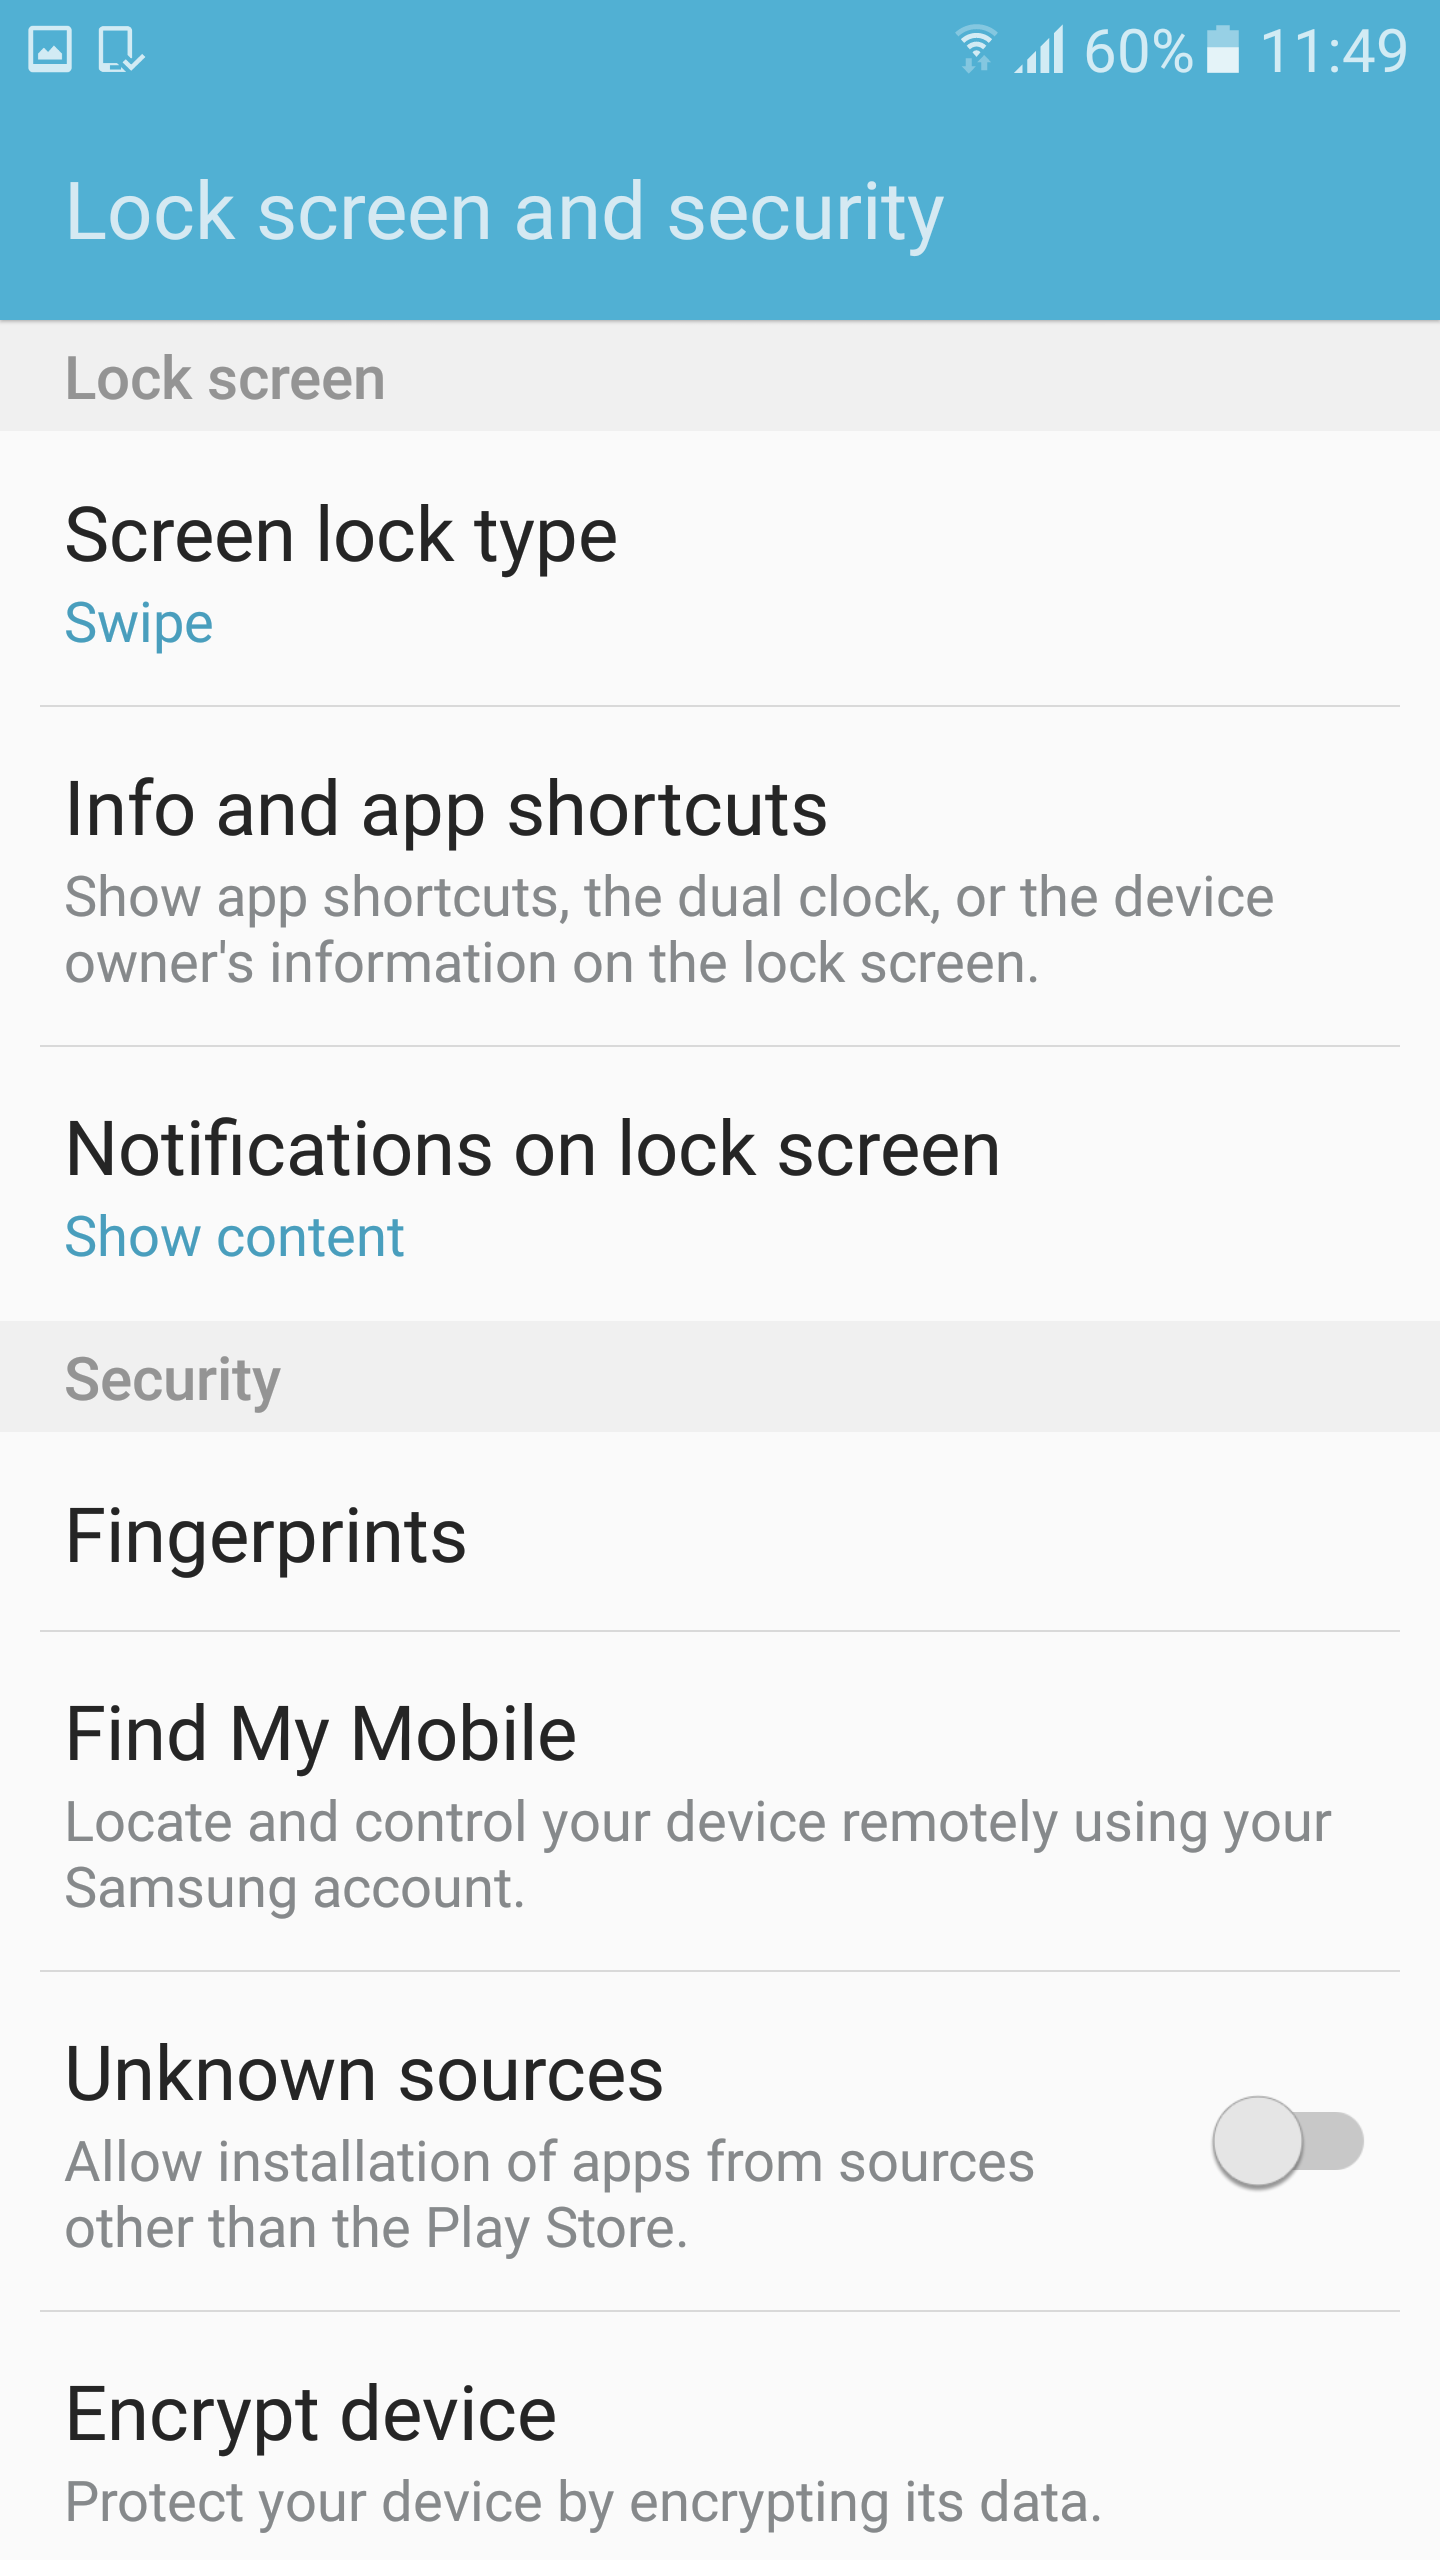 60% 11:49
Lock screen and security
Lock screen
Screen lock type
Swipe
Info and app shortcuts
Show app shortcuts, the dual clock, or the device
owner's information on the lock screen.
Notifications on lock screen
Show content
Security
Fingerprints
Find My Mobile
Locate and control your device remotely using your
Samsung account.
Unknown sources
Allow installation of apps from sources
other than the Play Store.
Encrypt device
Protect your device by encrypting its data.